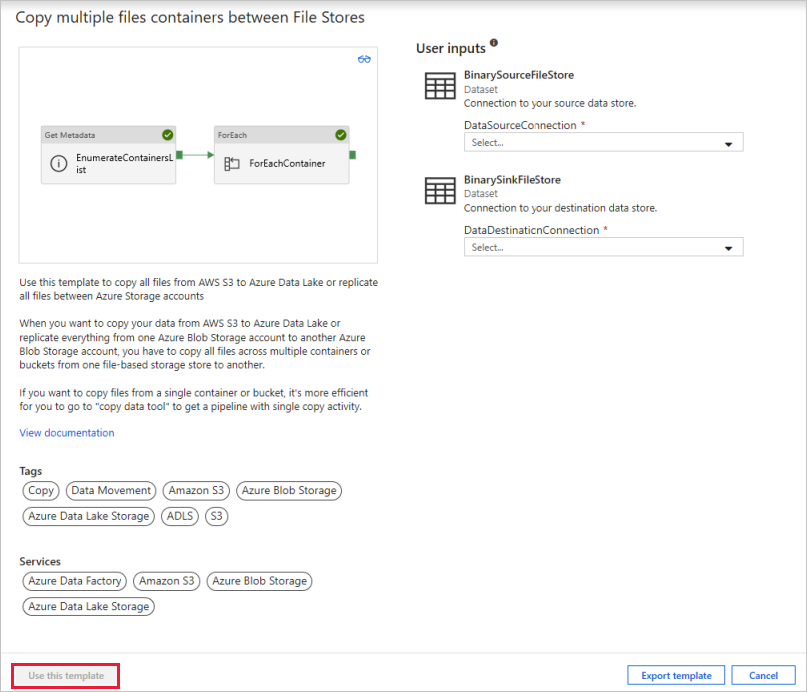 Copy multiple files containers between File Stores
Get Metadata
EnumerateContainersL
ist
ForEach
ForEachContainer
Use this template to copy all files from AWS S3 to Azure Data Lake or replicate
all files between Azure Storage accounts
When you want to copy your data from AWS S3 to Azure Data Lake or
replicate everything from one Azure Blob Storage account to another Azure
Blob Storage account, you have to copy all files across multiple containers or
buckets from one file-based storage store to another.
If you want to copy files from a single container or bucket, it's more efficient
for you to go to "copy data tool" to get a pipeline with single copy activity.
View documentation
Tags
Copy
Data Movement
Amazon S3
Azure Blob Storage
Azure Data Lake Storage
ADLS
S3
Services
Azure Data Factory
Amazon S3
Azure Blob Storage
Azure Data Lake Storage
User inputs
BinarySourceFileStore
Dataset
Connection to your source data store.
DataSourceConnection *
Select...
BinarySinkFileStore
Dataset
Connection to your destination data store.
DataDestinationConnection *
Select...
Use this template
Export template
Cancel